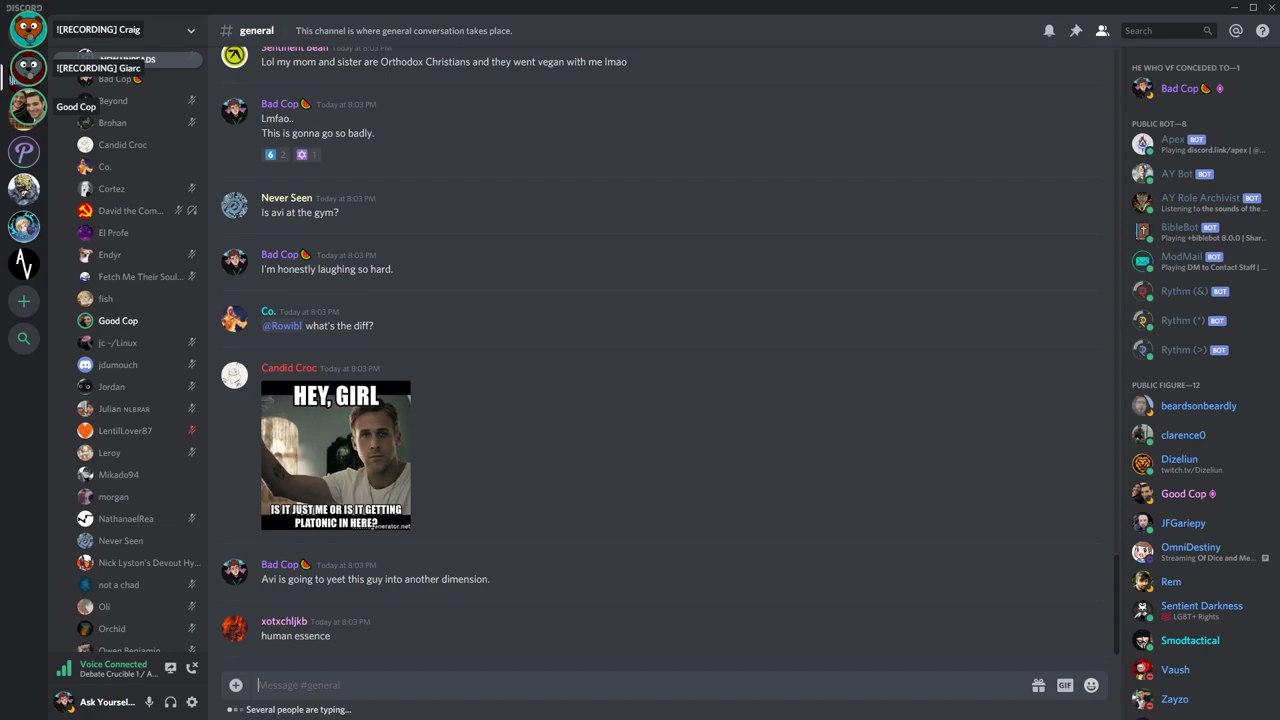 DISCORD
![RECORDING] Craig
![RECORDING] Giarc
Good Cop
Bad Cop🍉
Beyond
Brohan
Candid Croc
Co.
Cortez
David the Com...
El Profe
Endyr
Fetch Me Their Soul...
fish
Good Cop
jc ~/Linux
jdumouch
Jordan
Julian ɴʟʙʀᴀʀ
LentilLover87
Leroy
Mikado94
morgan
NathanaelRea
Never Seen
Nick Lyston's Devout Hy...
not a chad
Oli
Orchid
Owen Benjamin
Voice Connected
Debate Crucible 1 / A...
Ask Yoursel...
# general
This channel is where general conversation takes place.
Search
Sentinent Bean
Lol my mom and sister are Orthodox Christians and they went vegan with me lmao
Bad Cop🍉 Today at 8:03 PM
Lmfao..
This is gonna go so badly.
6 2 1
Never Seen Today at 8:03 PM
Is avi at the gym?
Bad Cop🍉 Today at 8:03 PM
I'm honestly laughing so hard.
Co. Today at 8:03 PM
@Rowibl what's the diff?
Candid Croc Today at 8:03 PM
HEY, GIRL
IS IT JUST ME OR IS IT GETTING
PLATONIC IN HERE?
Bad Cop🍉 Today at 8:03 PM
Avi is going to yeet this guy into another dimension.
xotxchljkb Today at 8:03 PM
human essence
Message #general
GIF
Several people are typing...
HE WHO VF CONCEDED TO—1
Bad Cop🍉
PUBLIC BOT—8
Apex BOT
Playing discord.link/apex | @...
AY Bot BOT
AY Role Archivist BOT
Listening to the sounds of the ...
BibleBot BOT
Playing +biblebot 8.0.0 | Shar...
ModMail BOT
Playing DM to Contact Staff | ...
Rythm (&) BOT
Rythm (*) BOT
Rythm (>) BOT
PUBLIC FIGURE—12
beardsonbeardly
clarence0
Dizeliun
twitch.tv/Dizeliun
Good Cop
JFGariepy
OmniDestiny
Streaming Of Dice and Me...
Rem
Sentient Darkness
LGBT+ Rights
Smodtactical
Vaush
Zayzo